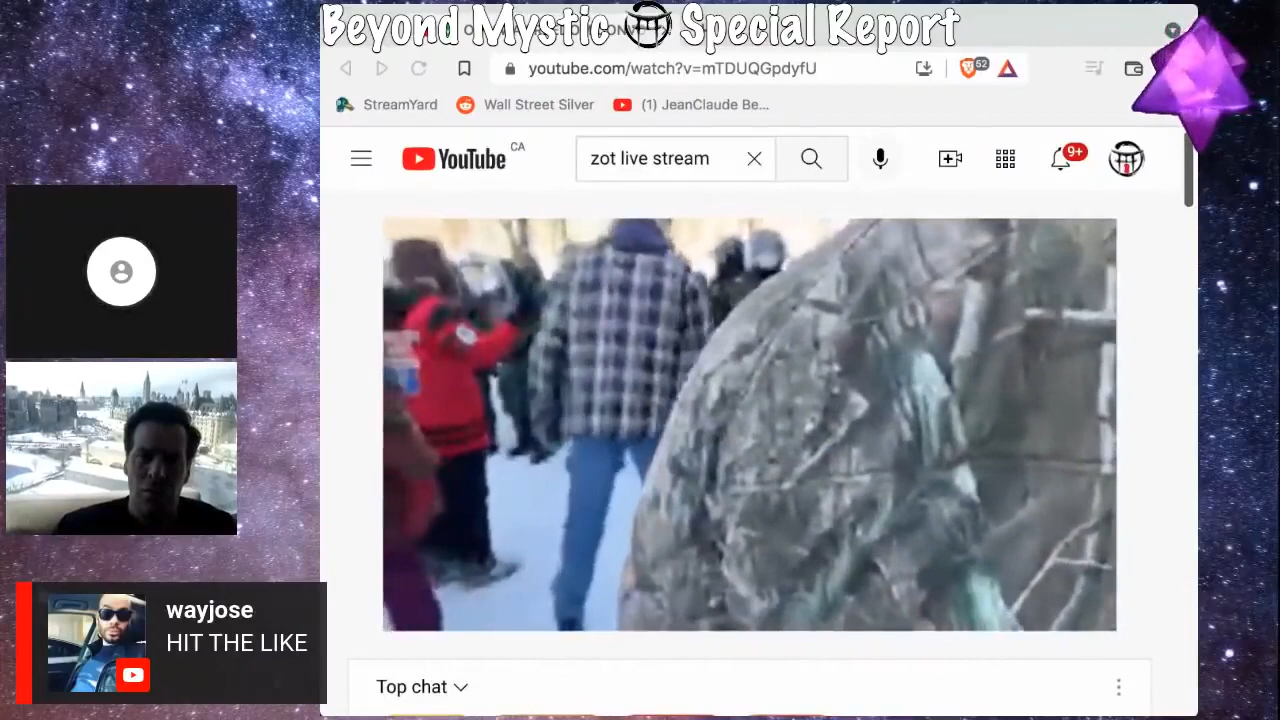 Beyond Mystic Special Report
youtube.com/watch?v=mTDUQGpdyfU
52
StreamYard
Wall Street Silver
(1) JeanClaude Be...
YouTube CA
zot live stream
9+
wayjose
HIT THE LIKE
Top chat